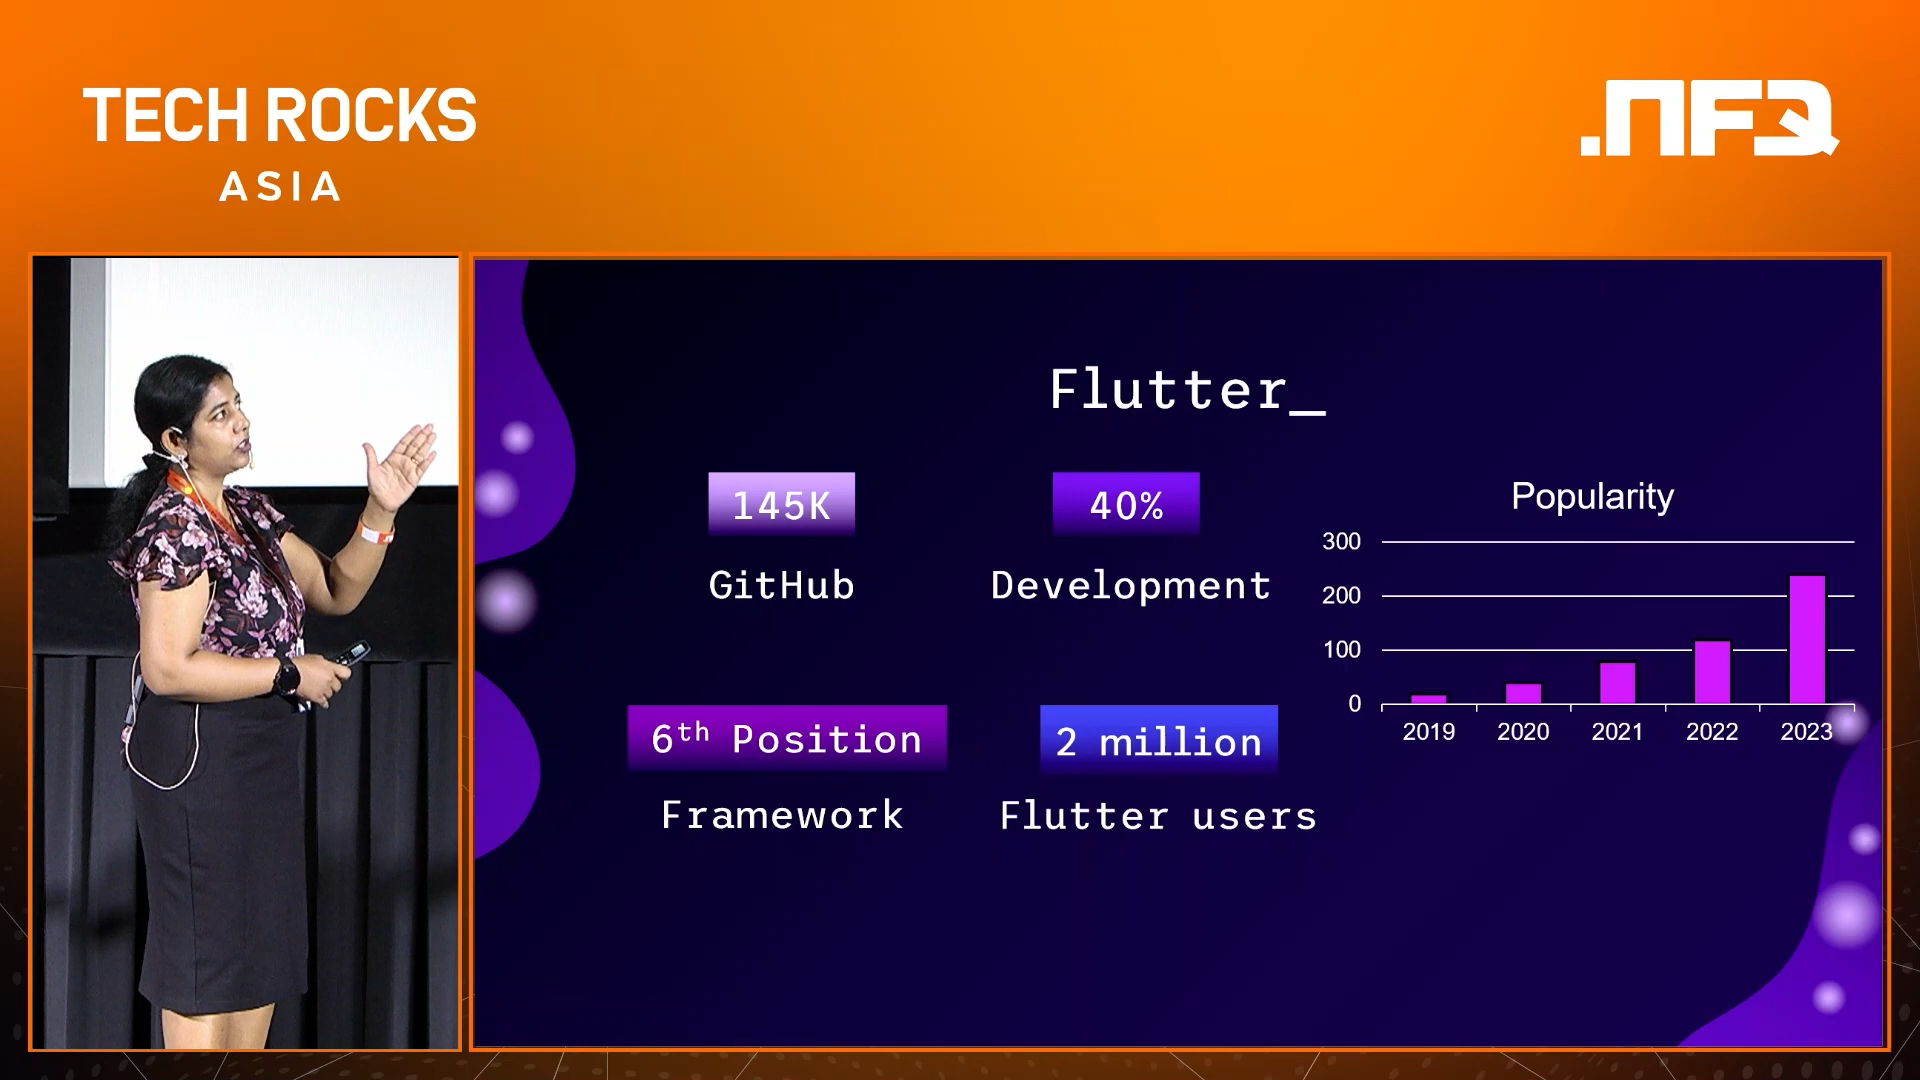 TECH ROCKS
ASIA
.NFQ
Flutter_
145K
GitHub
40%
Development
6th Position
Framework
2 million
Flutter users
Popularity
300
200
100
0
2019 2020 2021 2022 2023